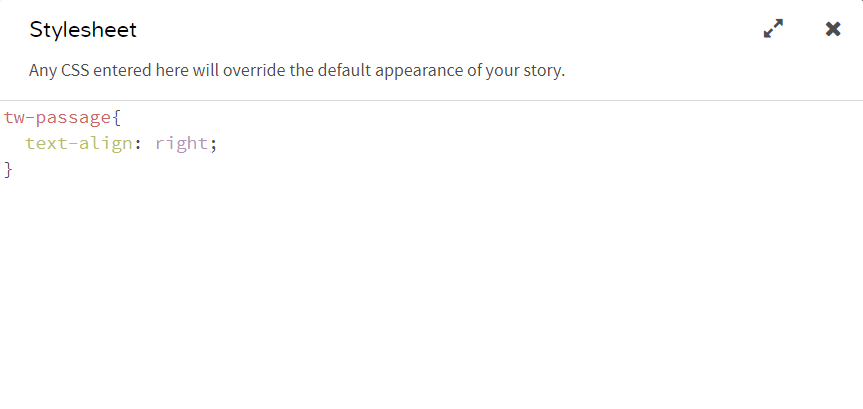 Stylesheet
Any CSS entered here will override the default appearance of your story.
tw-passage{
  text-align: right;
}